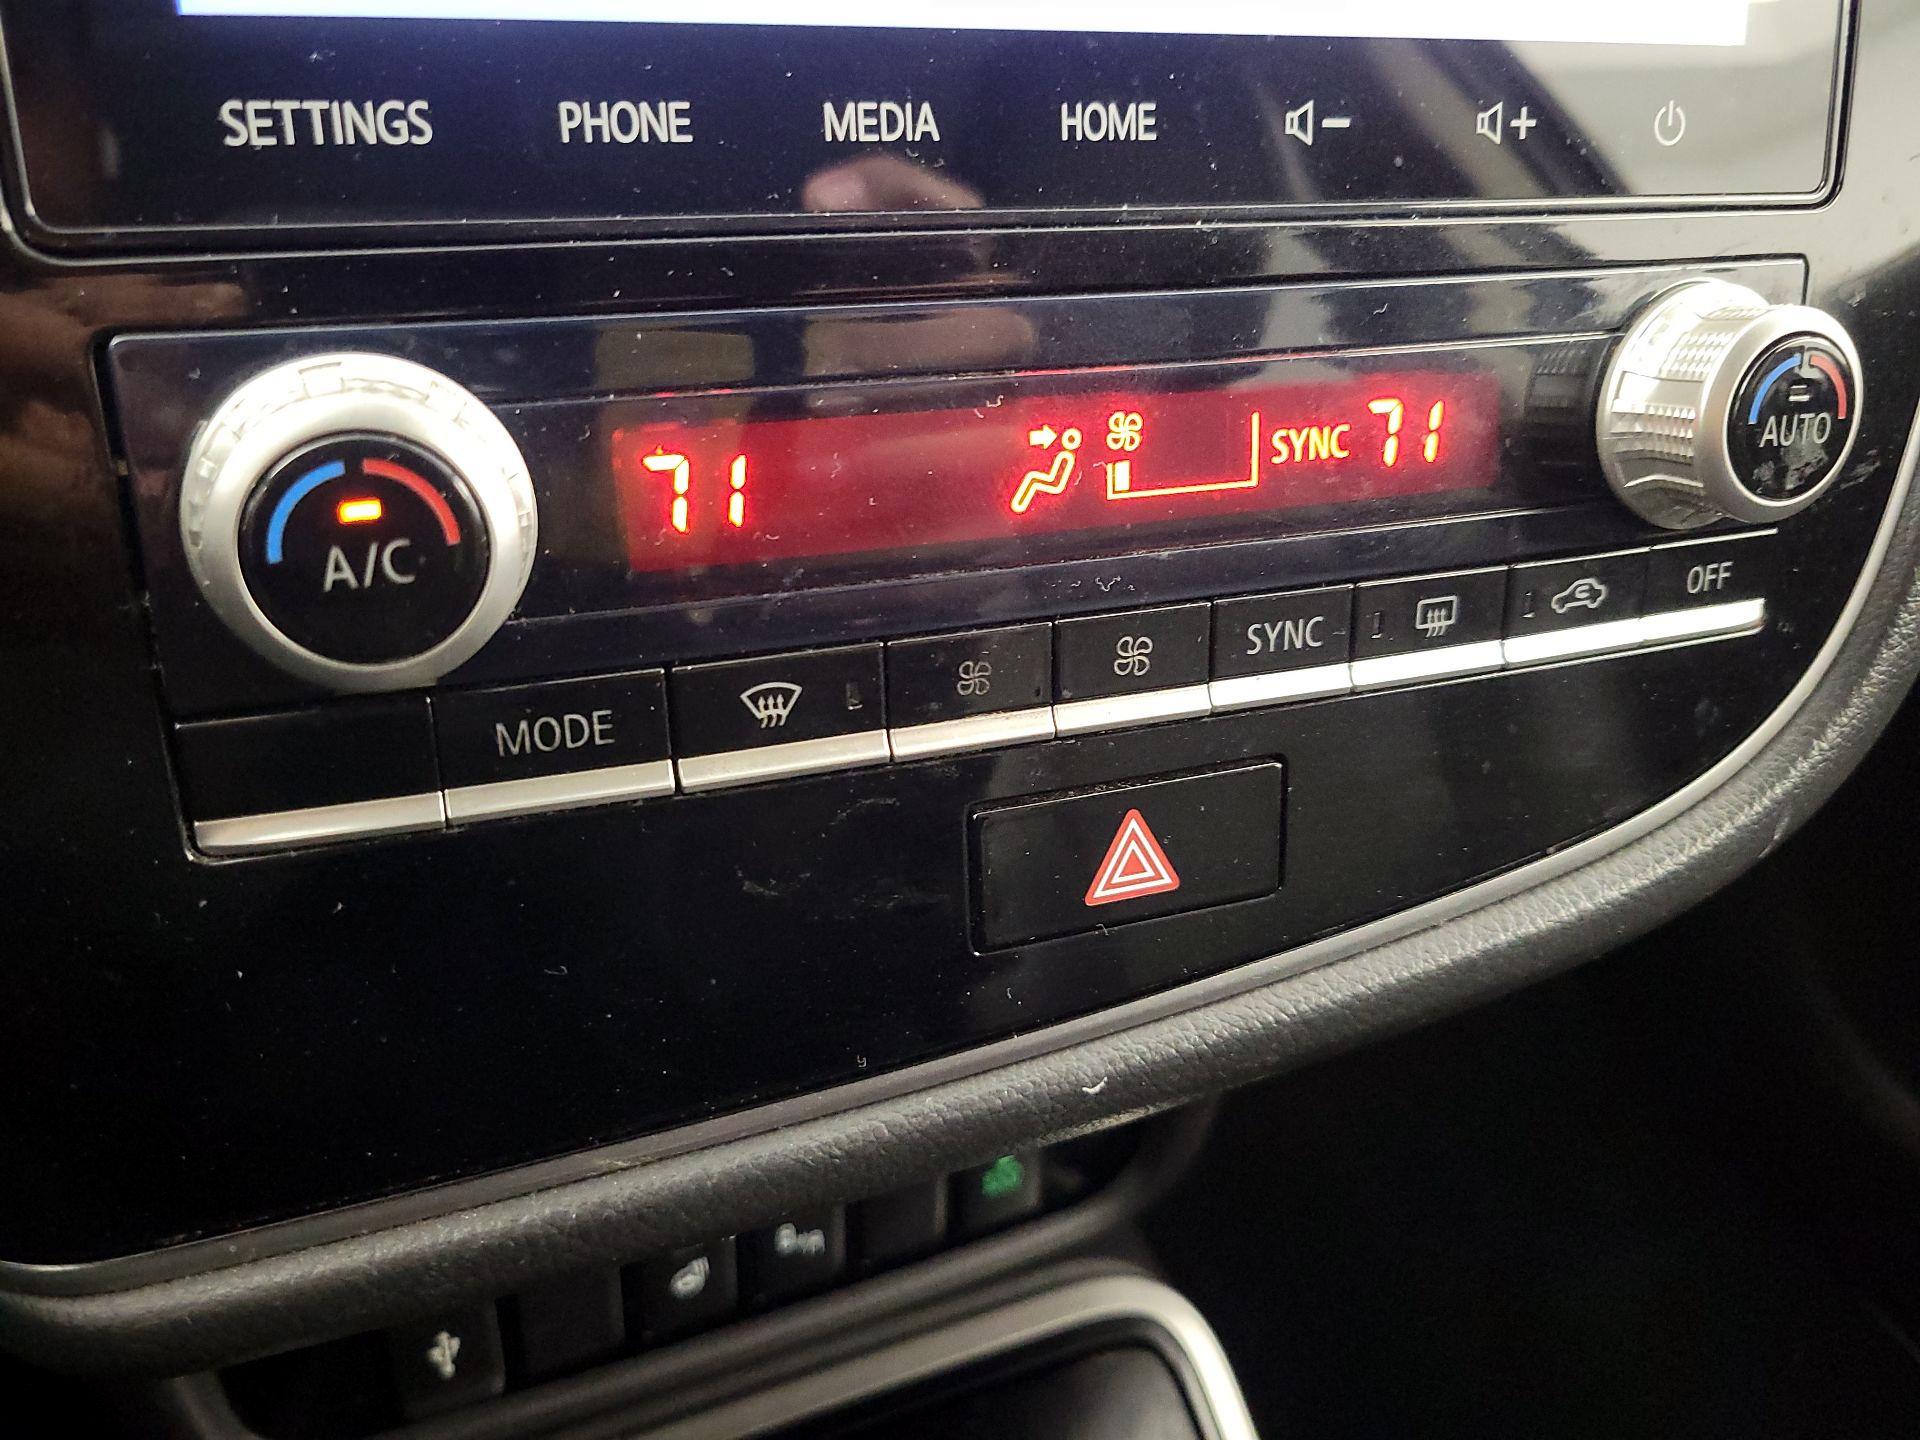 SETTINGS PHONE MEDIA HOME
A/C 71 SYNC 71 AUTO
MODE SYNC OFF